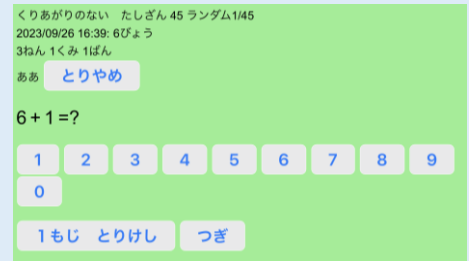 くりあがりのない　たしざん 45 ランダム1/45
2023/09/26 16:39: 6びょう
3ねん 1くみ 1ばん
ああ とりやめ
6 + 1 =?
1 2 3 4 5 6 7 8 9
0
１もじ　とりけし つぎ